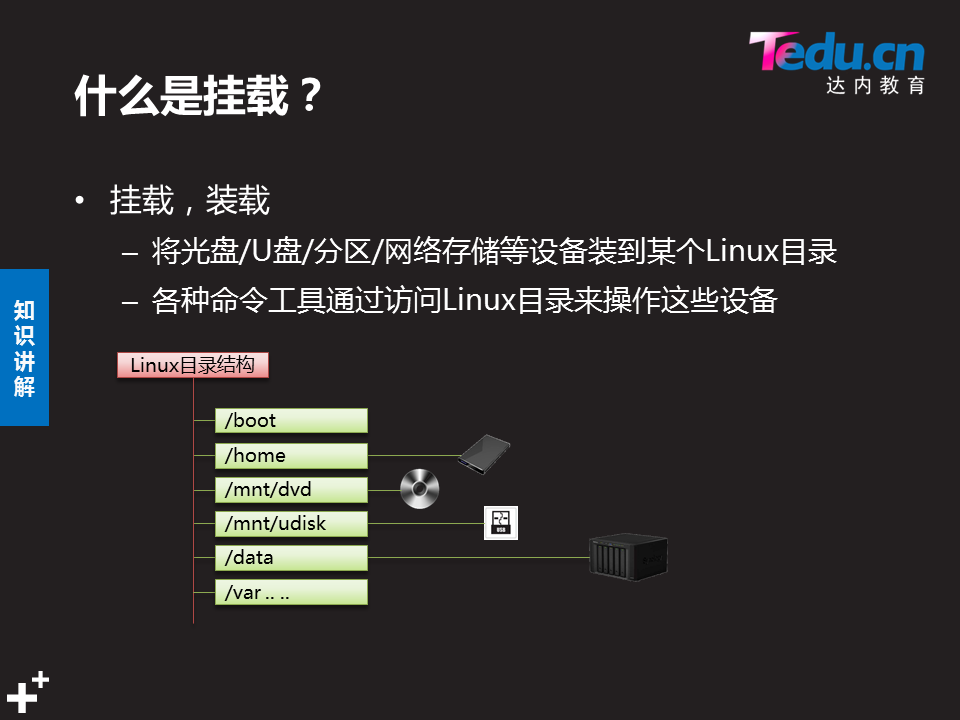 Tedu.cn
达内教育
什么是挂载？
• 挂载，装载
– 将光盘/U盘/分区/网络存储等设备装到某个Linux目录
– 各种命令工具通过访问Linux目录来操作这些设备
知识讲解
Linux目录结构
/boot
/home
/mnt/dvd
/mnt/udisk
USB
/data
/var .. ..